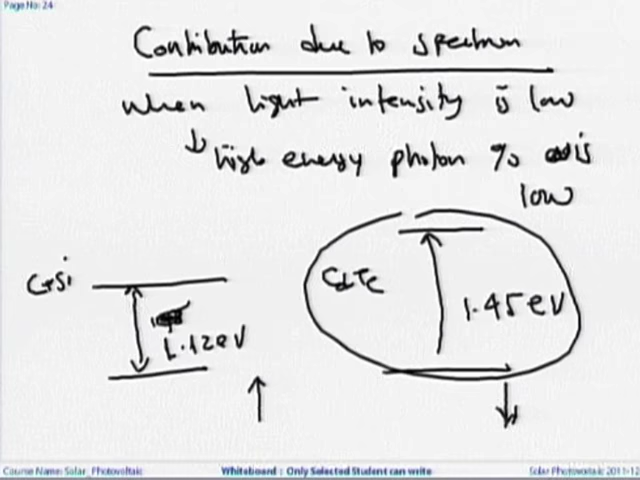 Page No: 24
Contribution due to spectrum
when light intensity is low
high energy photon % is
low
C-Si
1.12eV
CdTe
1.45eV
Course Name: Solar_Photovoltaic
Whiteboard : Only Selected Student can write
Solar Photovoltaic 2011-12